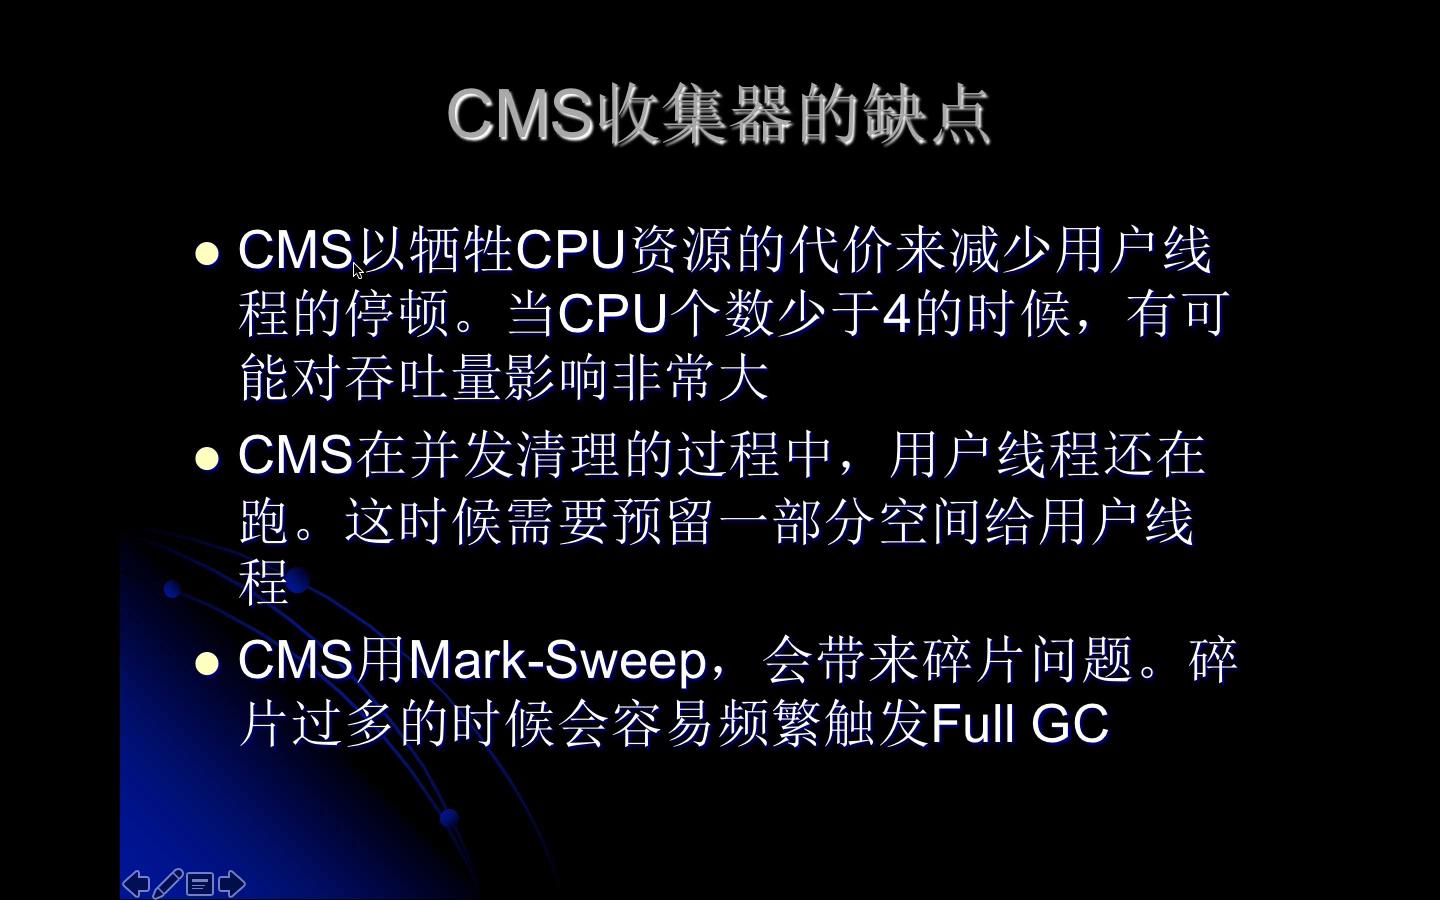 CMS收集器的缺点
CMS以牺牲CPU资源的代价来减少用户线
程的停顿。当CPU个数少于4的时候，有可
能对吞吐量影响非常大
CMS在并发清理的过程中，用户线程还在
跑。这时候需要预留一部分空间给用户线
程
CMS用Mark-Sweep，会带来碎片问题。碎
片过多的时候会容易频繁触发Full GC